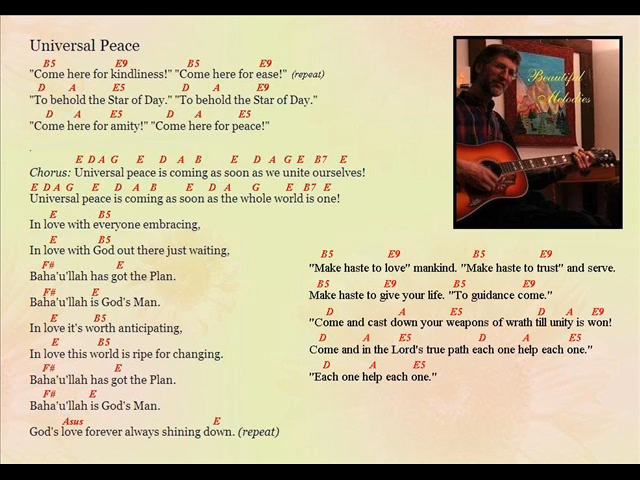 Universal Peace
B5 E9 B5 E9
"Come here for kindliness!" "Come here for ease!" (repeat)
D A E5 D A E9
"To behold the Star of Day." "To behold the Star of Day."
D A E5 D A E5
"Come here for amity!" "Come here for peace!"
.
E D A G E D A B E D A G E B7 E
Chorus: Universal peace is coming as soon as we unite ourselves!
E D A G E D A B E D A G E B7 E
Universal peace is coming as soon as the whole world is one!
E B5
In love with everyone embracing,
E B5
In love with God out there just waiting,
F# E
Baha'u'llah has got the Plan.
F# E
Baha'u'llah is God's Man.
E B5
In love it's worth anticipating,
E B5
In love this world is ripe for changing.
F# E
Baha'u'llah has got the Plan.
F# E
Baha'u'llah is God's Man.
Asus E
God's love forever always shining down. (repeat)
Beautiful
Melodies
B5 E9 B5 E9
"Make haste to love" mankind. "Make haste to trust" and serve.
B5 E9 B5 E9
Make haste to give your life. "To guidance come."
D A E5 D A E9
"Come and cast down your weapons of wrath till unity is won!
D A E5 D A E5
Come and in the Lord's true path each one help each one."
D A E5
"Each one help each one."